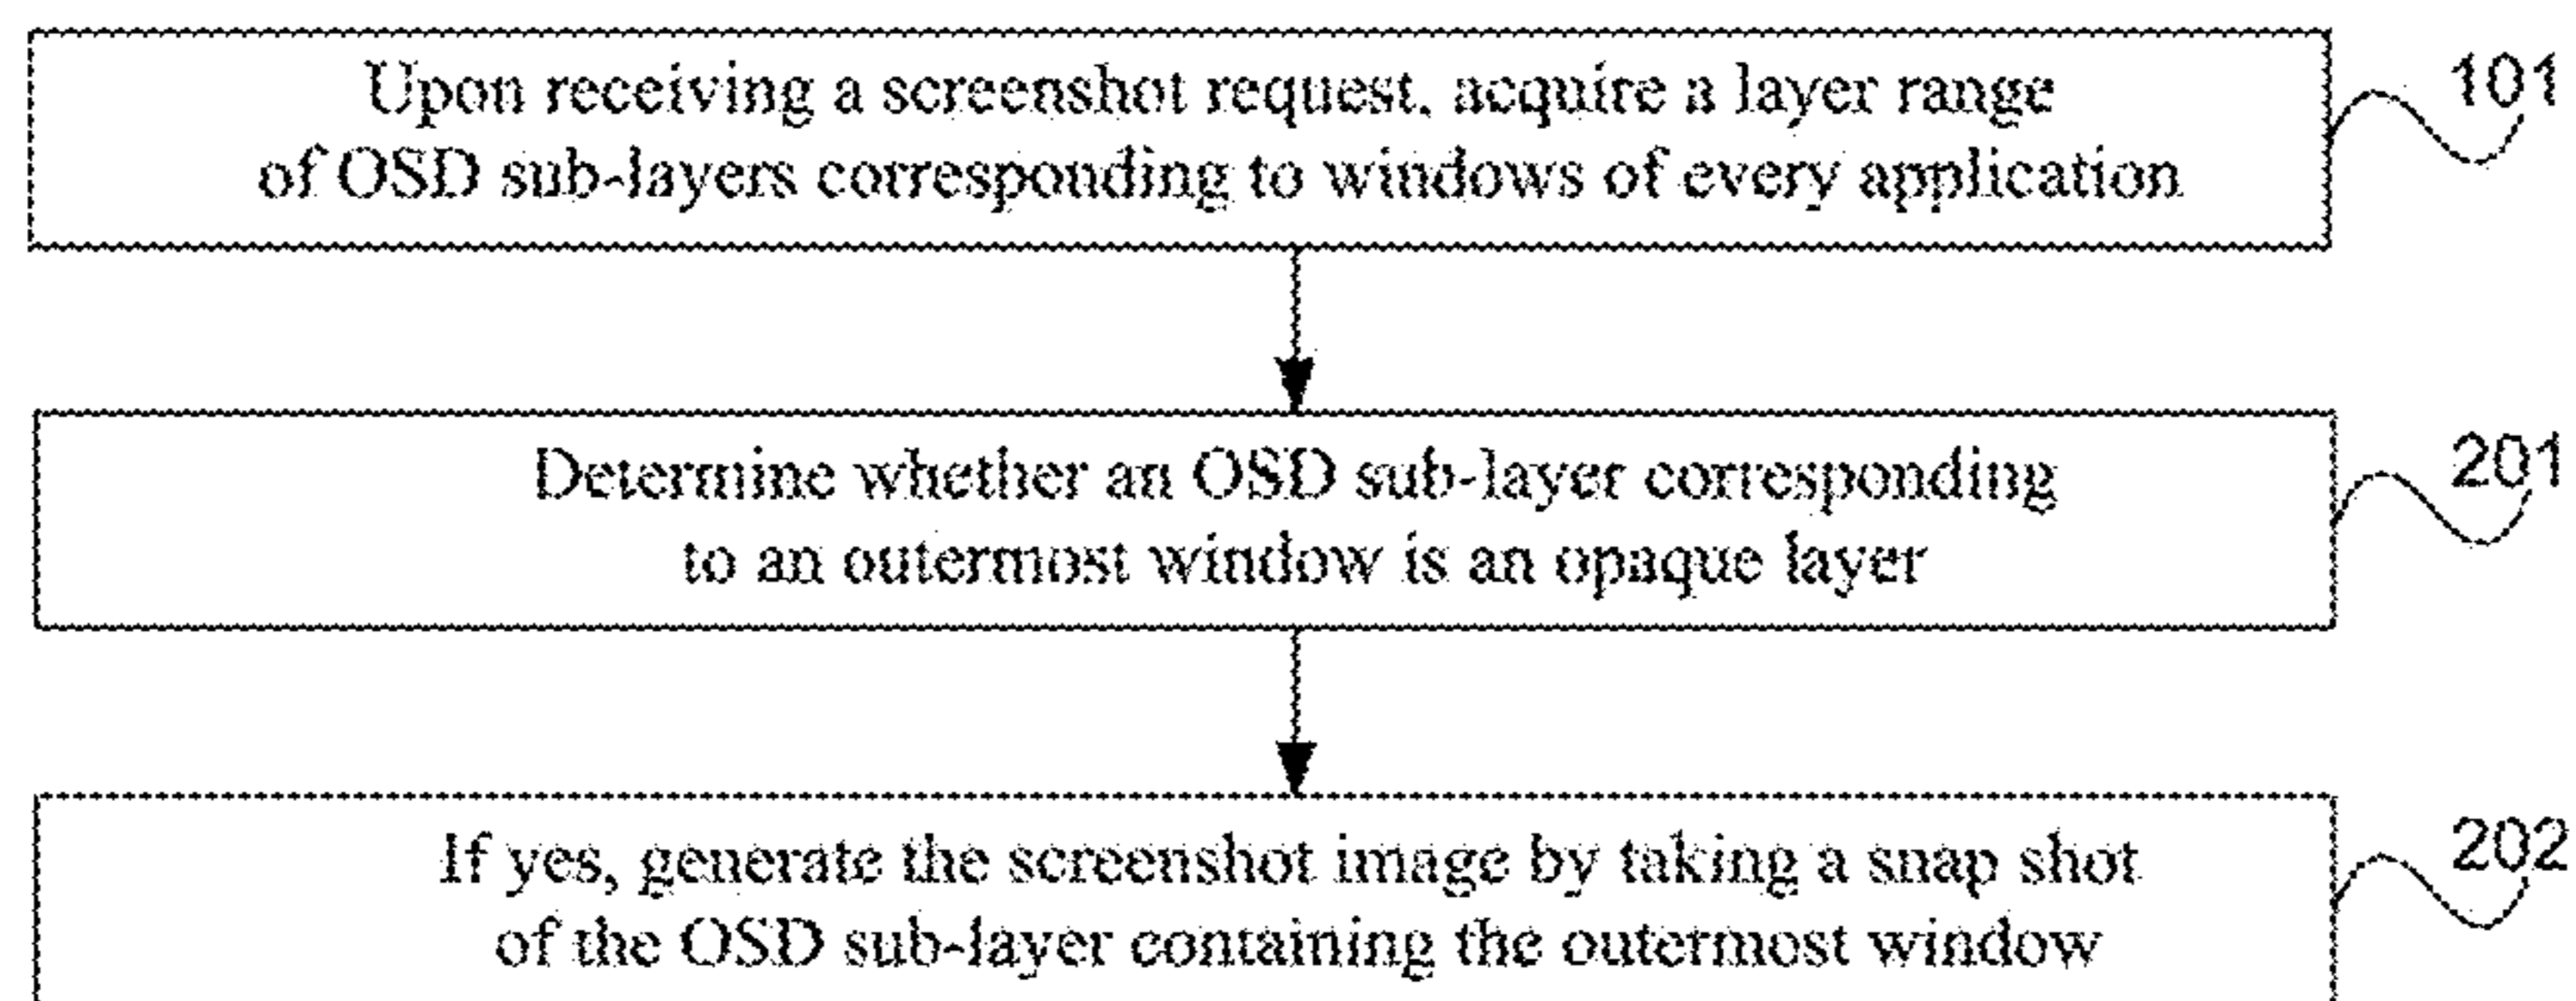 Upon receiving a screenshot request, acquire a layer range
101
of OSD sub-layers corresponding to windows of every application
Determine whether an OSD sub-layer corresponding
201
to an outermost window is an opaque layer
If yes, generate the screenshot image by taking a snap shot
202
of the OSD sub-layer containing the outermost window